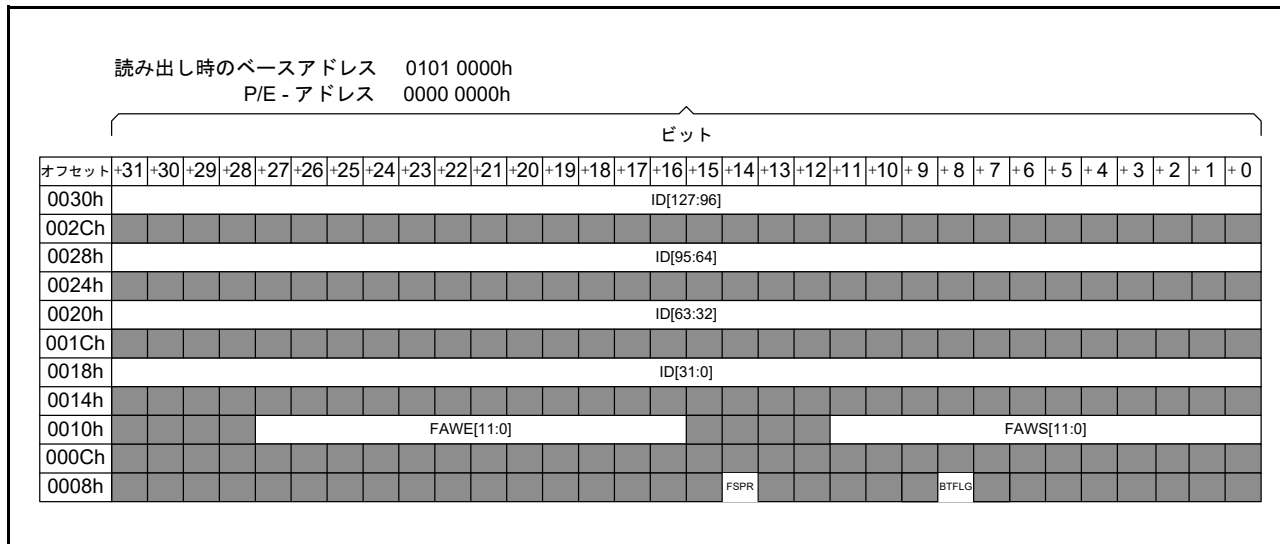 読み出し時のベースアドレス 0101 0000h
P/E - アドレス 0000 0000h
ビット
オフセット +31 +30 +29 +28 +27 +26 +25 +24 +23 +22 +21 +20 +19 +18 +17 +16 +15 +14 +13 +12 +11 +10 + 9 + 8 + 7 +6 + 5 + 4 + 3 + 2 + 1 + 0
0030h ID[127:96]
002Ch
0028h ID[95:64]
0024h
0020h ID[63:32]
001Ch
0018h ID[31:0]
0014h
0010h FAWE[11:0] FAWS[11:0]
000Ch
0008h FSPR BTFLG